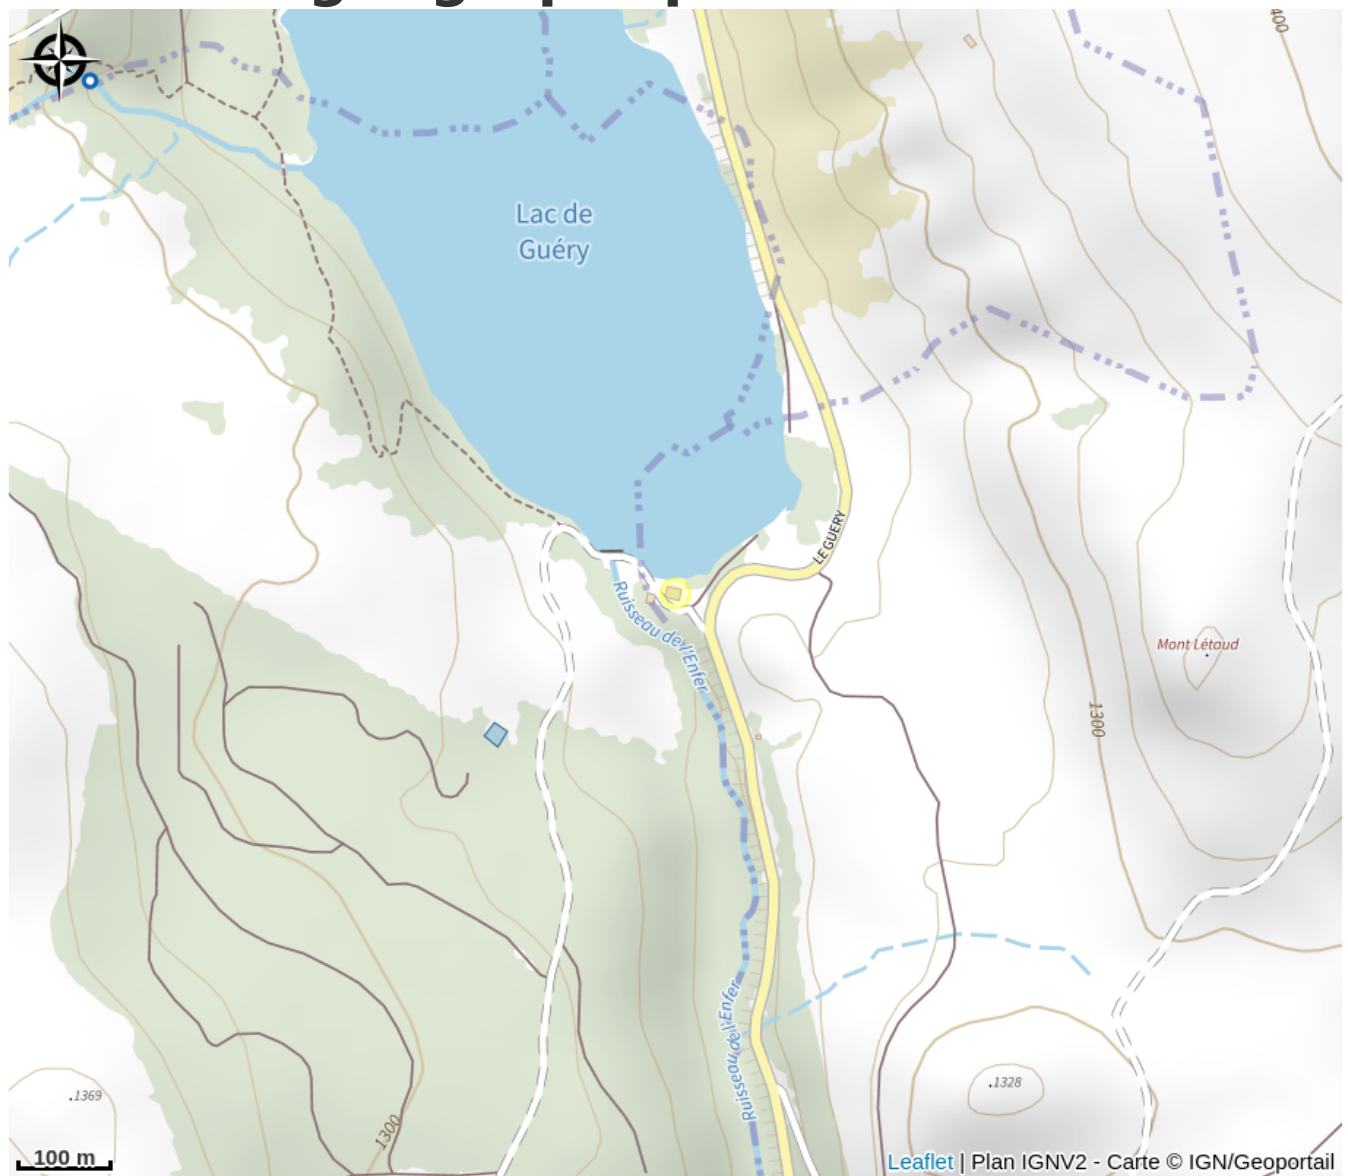 400
Lac de
Guéry
LE GUERY
Ruisseau de l'Enfer
Mont Létaud
1300
Ruisseau de l'Enfer
.1328
.1369
1300
100 m
Leaflet | Plan IGNV2 - Carte © IGN/Geoportail